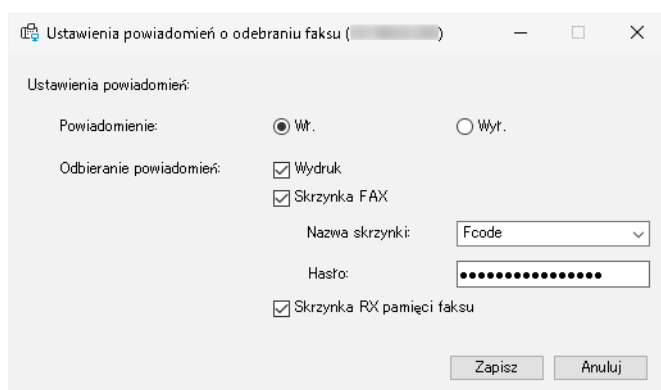 Ustawienia powiadomień o odebraniu faksu ( )
Ustawienia powiadomień:
Powiadomienie: Wł. Wył.
Odbieranie powiadomień: Wydruk
Skrzynka FAX
Nazwa skrzynki: Fcode
Hasło: ●●●●●●●●●●●●●●●●
Skrzynka RX pamięci faksu
Zapisz Anuluj